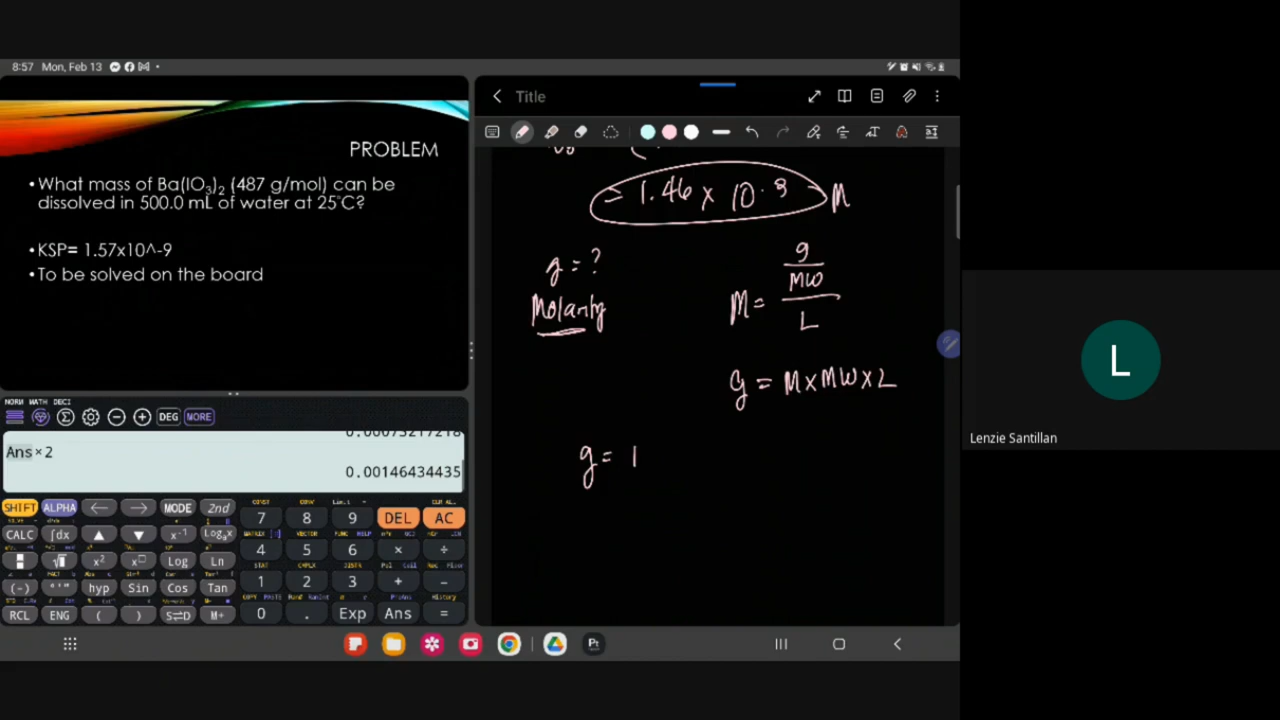 8:57 Mon, Feb 13
PROBLEM
•What mass of Ba(IO3)2 (487 g/mol) can be
dissolved in 500.0 mL of water at 25°C?
•KSP= 1.57x10^-9
•To be solved on the board
NORM MATH DECI
DEG MORE
0.00073217218
Ans×2
0.00146434435
SHIFT ALPHA ← → MODE 2nd
CALC ∫dx ▲ ▼ x⁻¹ Logₐx
√ x² x□ Log Ln
(-) °'" hyp Sin Cos Tan
RCL ENG ( ) S⇌D M+
7 8 9 DEL AC
4 5 6 × ÷
1 2 3 + −
0 . Exp Ans =
Title
= 1.46 x 10⁻³ M
g = ?
Molarity
M = g
MW
L
g = M x MW x L
g = 1
L
Lenzie Santillan